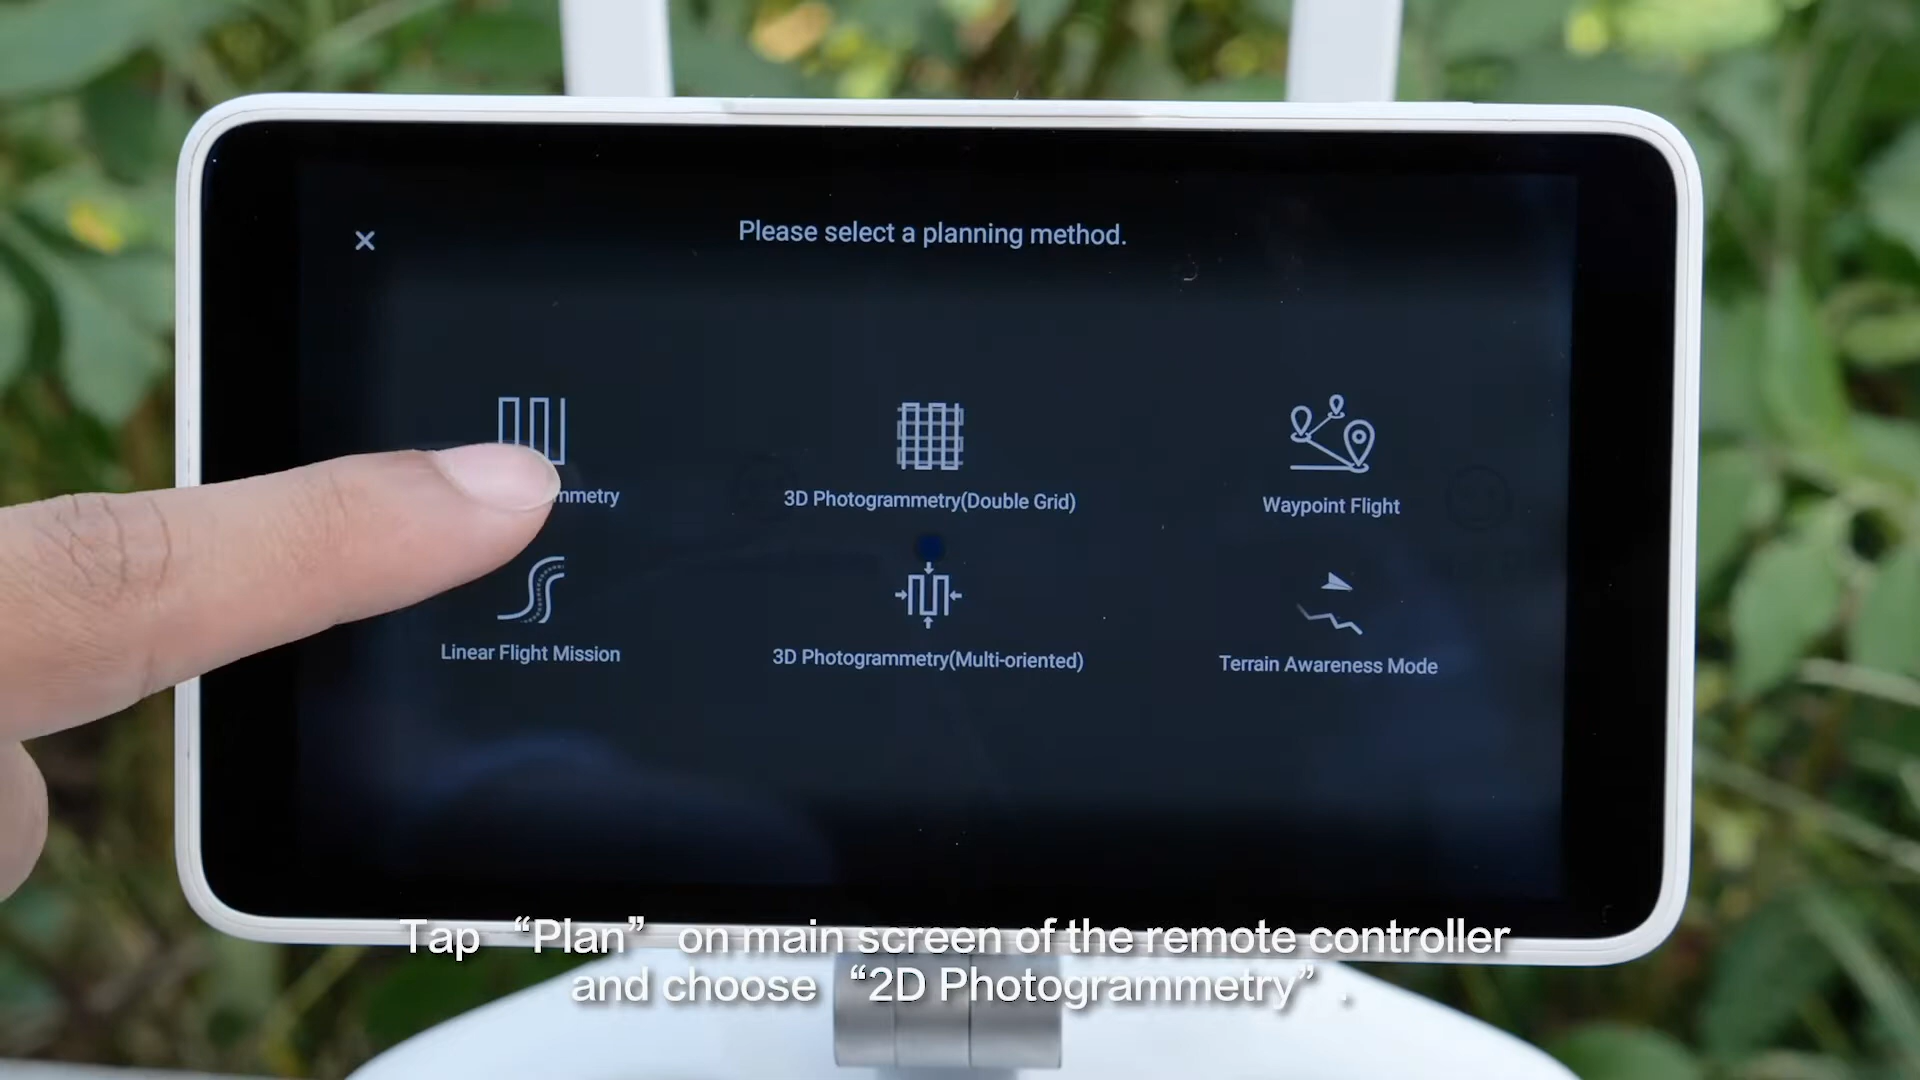 Please select a planning method.
mmetry
3D Photogrammetry(Double Grid)
Waypoint Flight
Linear Flight Mission
3D Photogrammetry(Multi-oriented)
Terrain Awareness Mode
Tap “Plan” on main screen of the remote controller
and choose “2D Photogrammetry”.